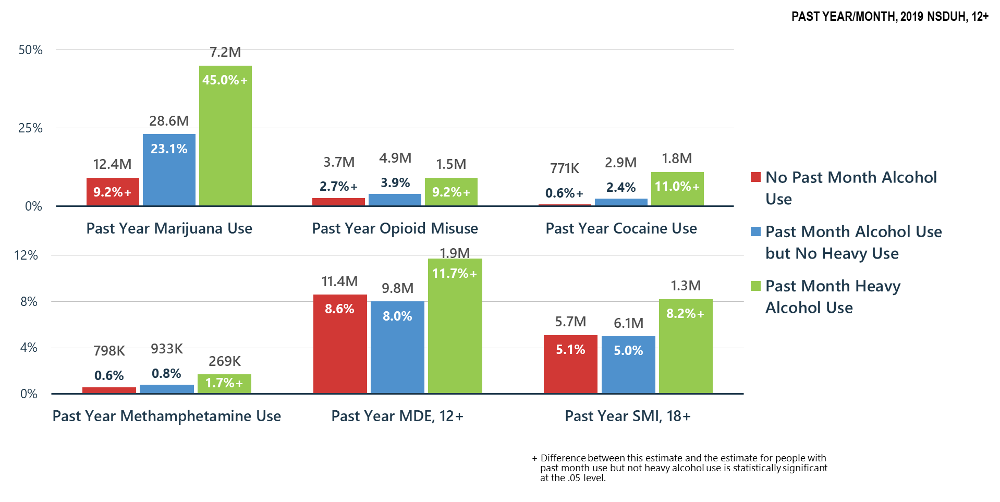 PAST YEAR/MONTH, 2019 NSDUH, 12+
50%
25%
0%
12.4M
9.2%+
28.6M
23.1%
7.2M
45.0%+
3.7M
2.7%+
4.9M
3.9%
1.5M
9.2%+
771K
0.6%+
2.9M
2.4%
1.8M
11.0%+
Past Year Marijuana Use
Past Year Opioid Misuse
Past Year Cocaine Use
12%
8%
4%
0%
798K
0.6%
933K
0.8%
269K
1.7%+
11.4M
8.6%
9.8M
8.0%
1.9M
11.7%+
5.7M
5.1%
6.1M
5.0%
1.3M
8.2%+
Past Year Methamphetamine Use
Past Year MDE, 12+
Past Year SMI, 18+
No Past Month Alcohol
Use
Past Month Alcohol Use
but No Heavy Use
Past Month Heavy
Alcohol Use
+ Difference between this estimate and the estimate for people with
past month use but not heavy alcohol use is statistically significant
at the .05 level.